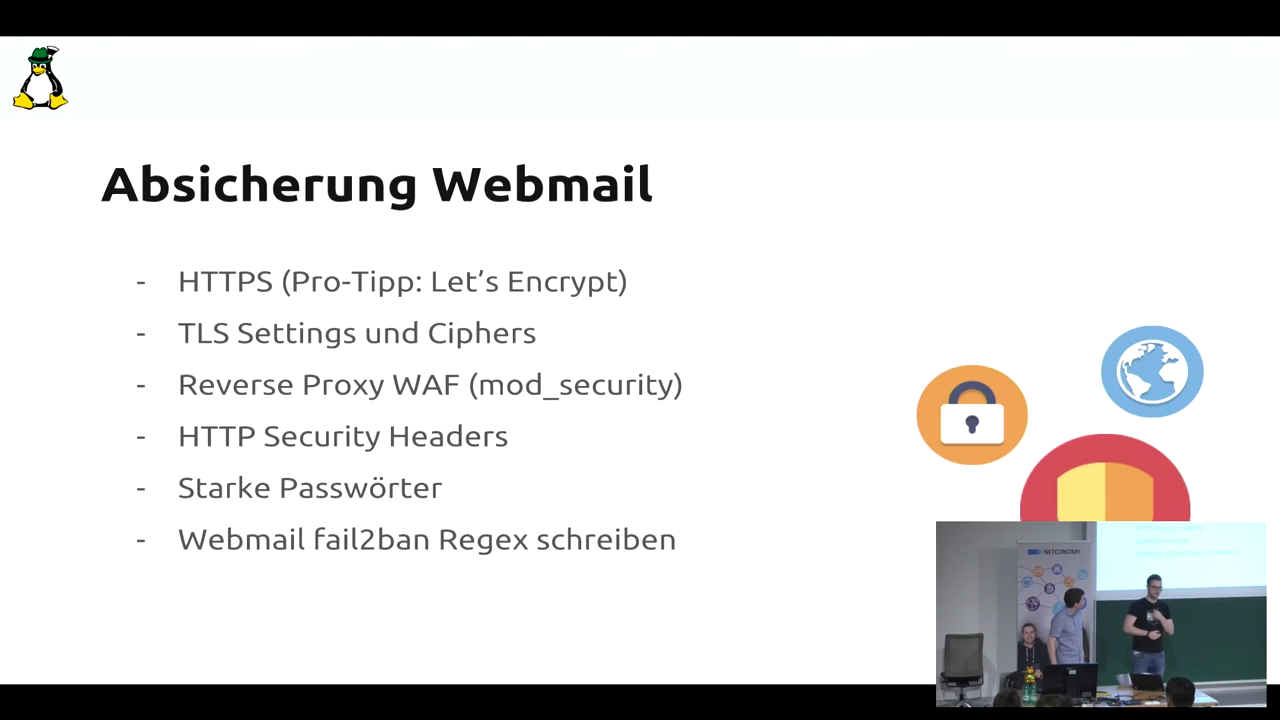 Absicherung Webmail
- HTTPS (Pro-Tipp: Let’s Encrypt)
- TLS Settings und Ciphers
- Reverse Proxy WAF (mod_security)
- HTTP Security Headers
- Starke Passwörter
- Webmail fail2ban Regex schreiben
NETCONOMY